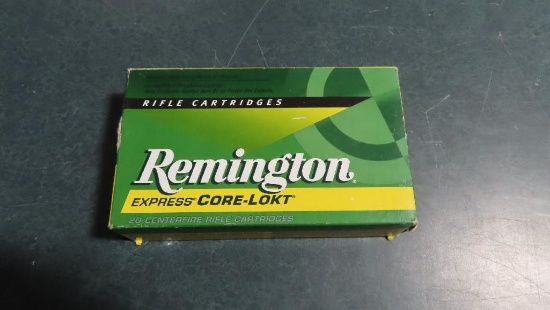 RIFLE CARTRIDGES
Remington®
EXPRESS® CORE-LOKT®
20 CENTERFIRE RIFLE CARTRIDGES